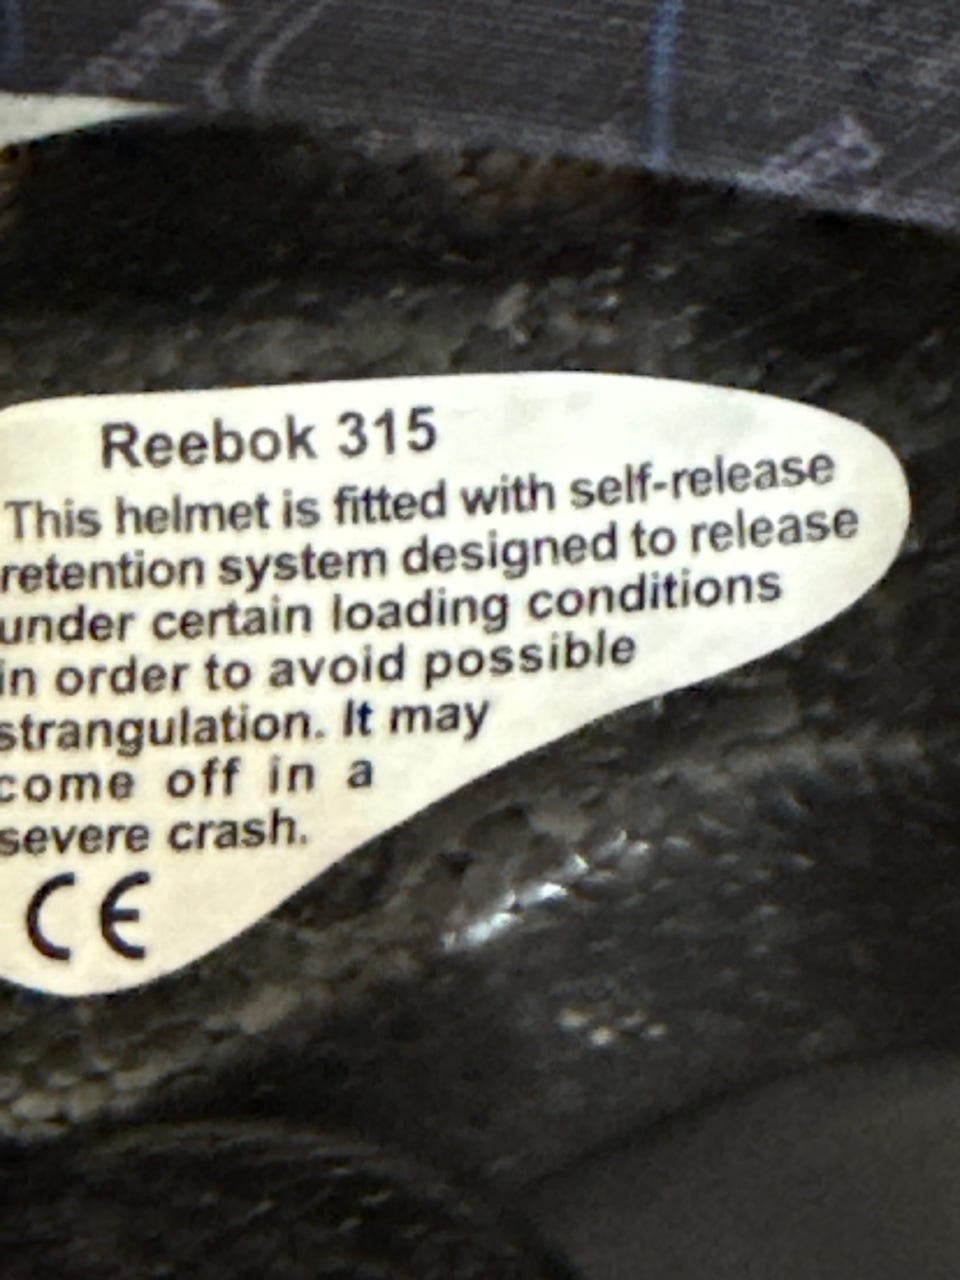 Reebok 315
This helmet is fitted with self-release
retention system designed to release
under certain loading conditions
in order to avoid possible
strangulation. It may
come off in a
severe crash.
CE